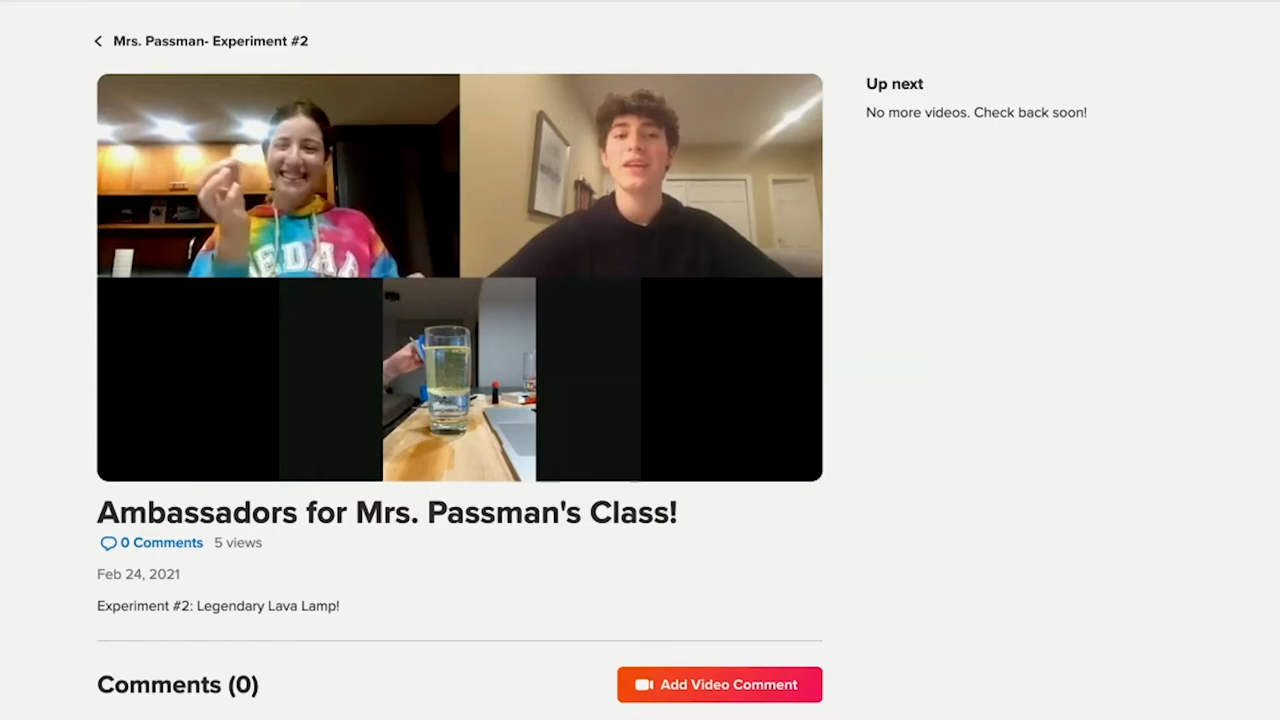 Mrs. Passman- Experiment #2
Up next
No more videos. Check back soon!
EDAR
Ambassadors for Mrs. Passman's Class!
0 Comments 5 views
Feb 24, 2021
Experiment #2: Legendary Lava Lamp!
Comments (0)
Add Video Comment